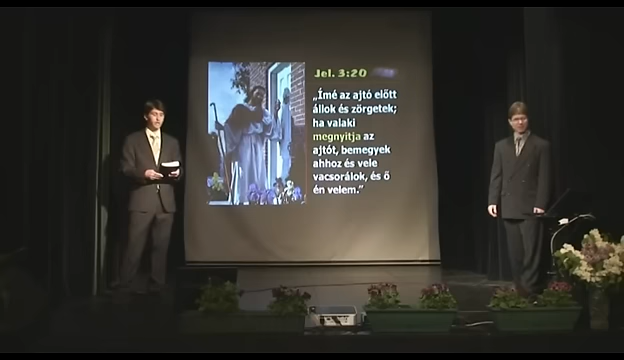 Jel. 3:20
„Ímé az ajtó előtt
állok és zörgetek;
ha valaki
megnyitja az
ajtót, bemegyek
ahhoz és vele
vacsorálok, és ő
én velem.”